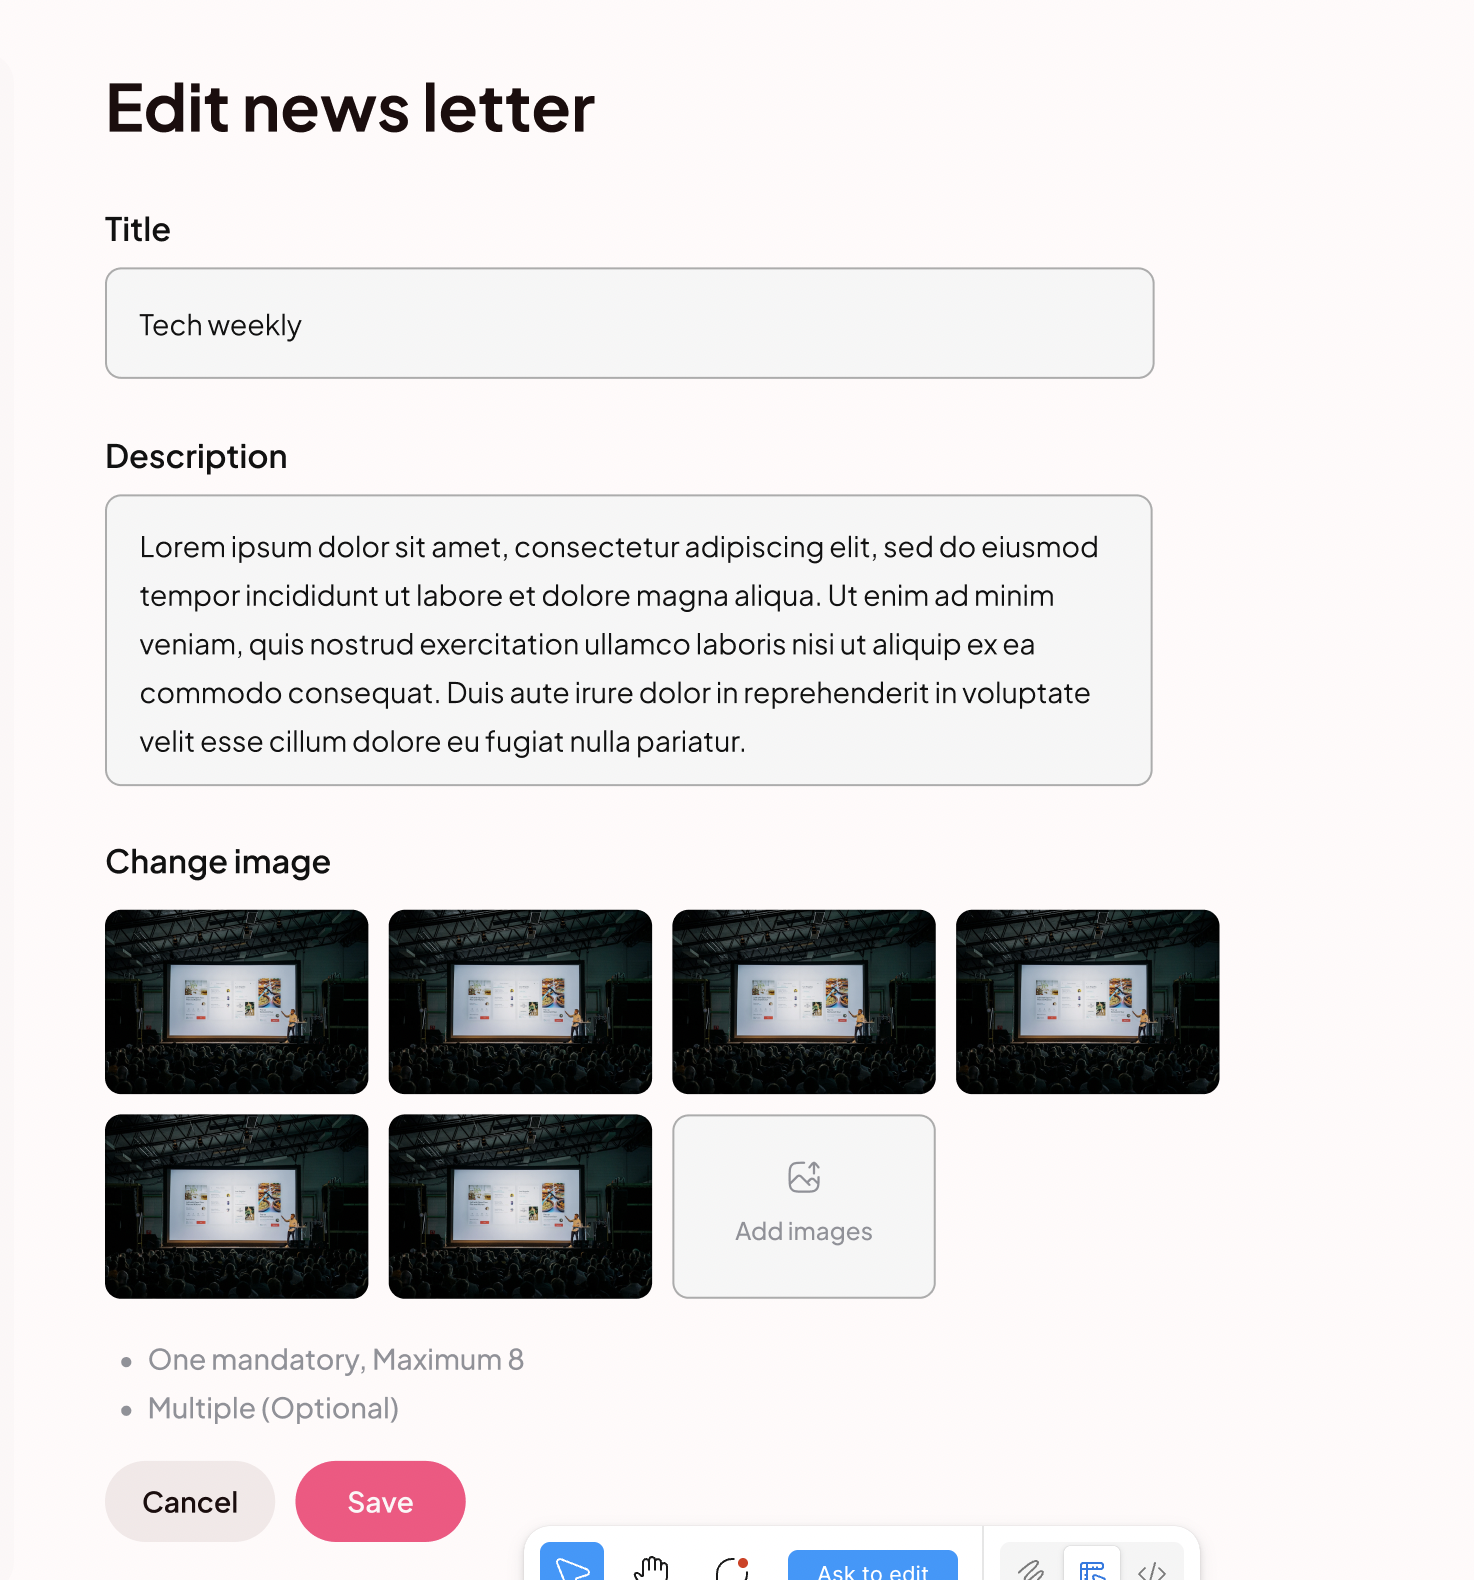 Edit news letter
Title
Tech weekly
Description
Lorem ipsum dolor sit amet, consectetur adipiscing elit, sed do eiusmod
tempor incididunt ut labore et dolore magna aliqua. Ut enim ad minim
veniam, quis nostrud exercitation ullamco laboris nisi ut aliquip ex ea
commodo consequat. Duis aute irure dolor in reprehenderit in voluptate
velit esse cillum dolore eu fugiat nulla pariatur.
Change image
Add images
• One mandatory, Maximum 8
• Multiple (Optional)
Cancel
Save
Ask to edit